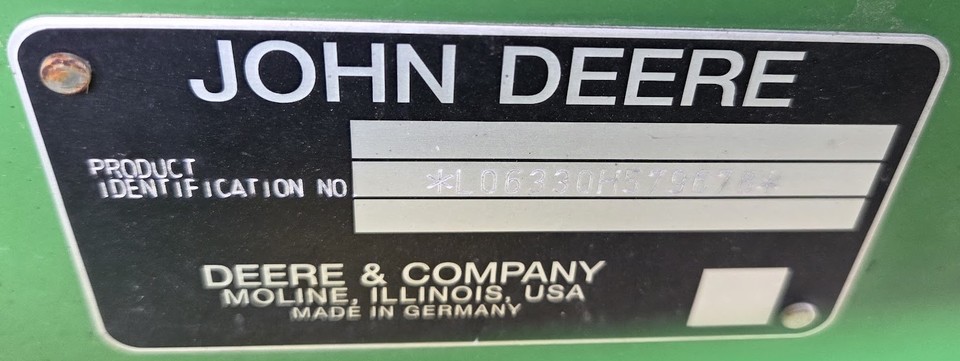 JOHN DEERE
PRODUCT
IDENTIFICATION NO.
DEERE & COMPANY
MOLINE, ILLINOIS, USA
MADE IN GERMANY